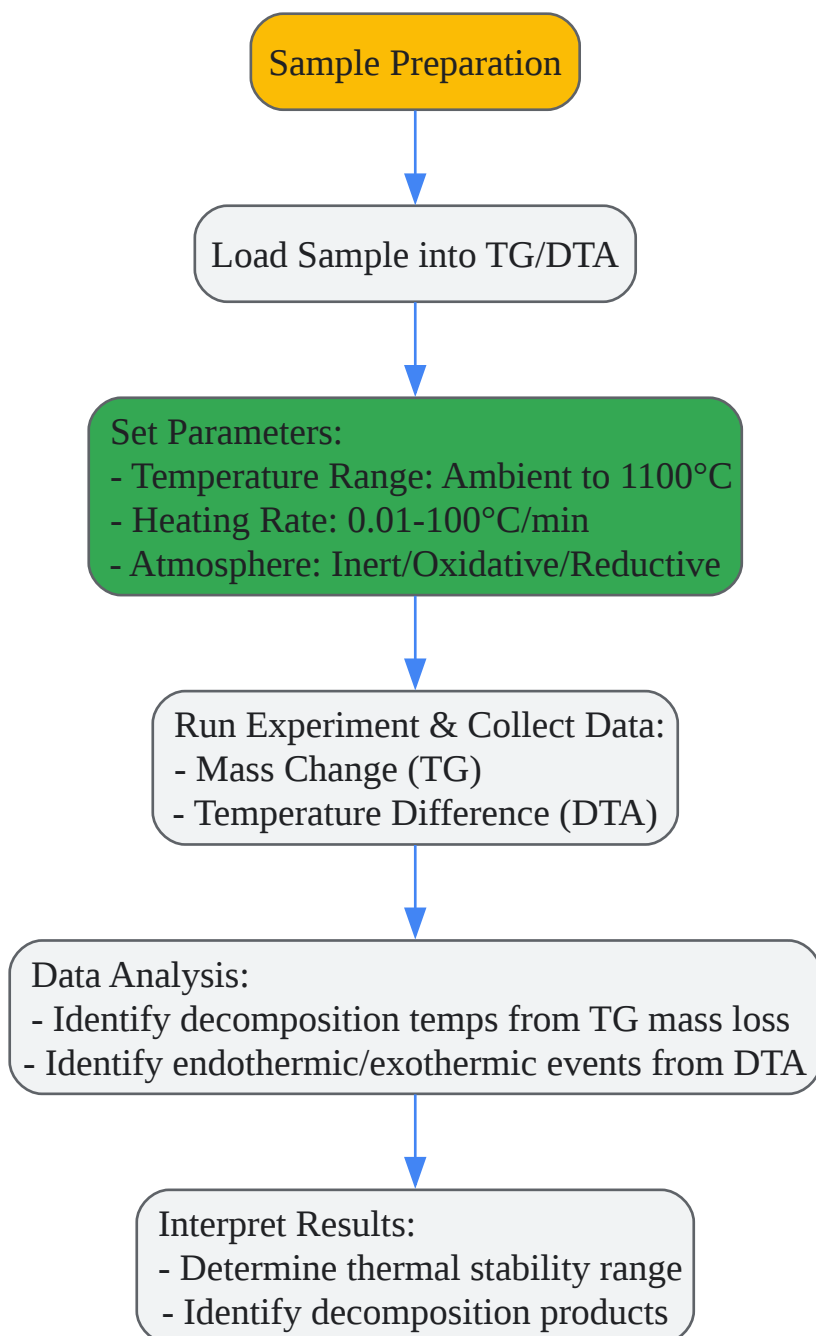 Sample Preparation
Load Sample into TG/DTA
Set Parameters:
- Temperature Range: Ambient to 1100°C
- Heating Rate: 0.01-100°C/min
- Atmosphere: Inert/Oxidative/Reductive
Run Experiment & Collect Data:
- Mass Change (TG)
- Temperature Difference (DTA)
Data Analysis:
- Identify decomposition temps from TG mass loss
- Identify endothermic/exothermic events from DTA
Interpret Results:
- Determine thermal stability range
- Identify decomposition products